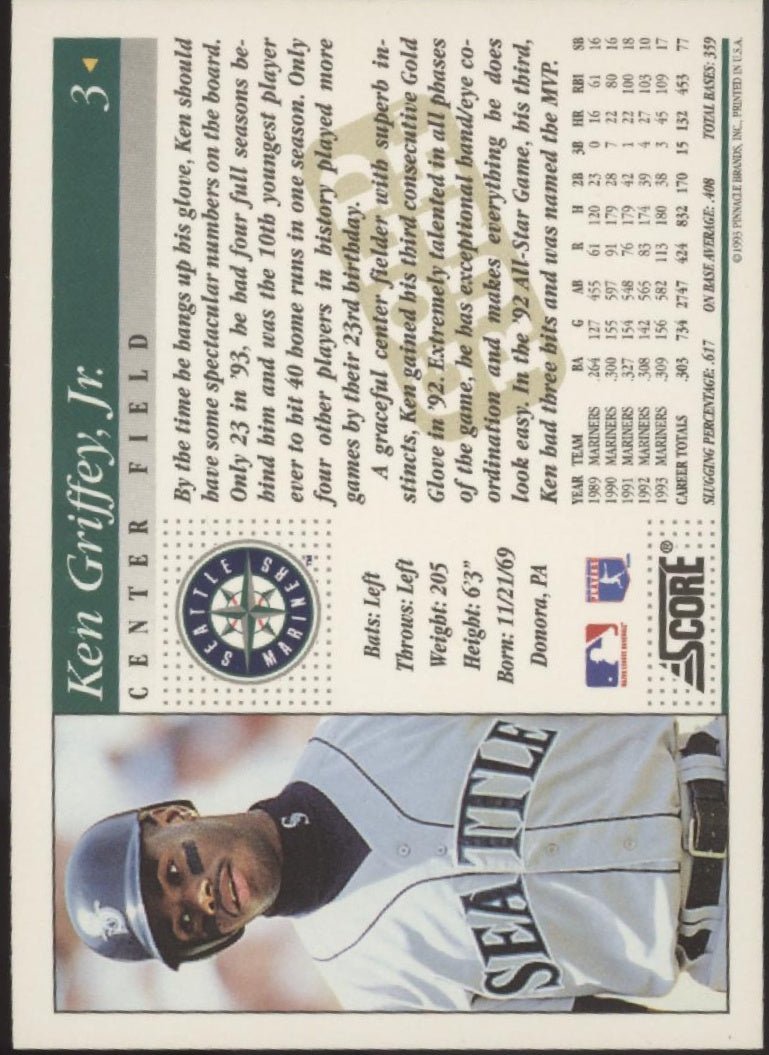 Ken Griffey, Jr.
3
CENTER FIELD
SEATTLE
MARINERS
TM
Bats: Left
Throws: Left
Weight: 205
Height: 6'3"
Born: 11/21/69
Donora, PA
By the time he hangs up his glove, Ken should
have some spectacular numbers on the board.
Only 23 in '93, he had four full seasons be-
hind him and was the 10th youngest player
ever to hit 40 home runs in one season. Only
four other players in history played more
games by their 23rd birthday.
A graceful center fielder with superb in-
stincts, Ken gained his third consecutive Gold
Glove in '92. Extremely talented in all phases
of the game, he has exceptional hand/eye co-
ordination and makes everything he does
look easy. In the '92 All-Star Game, his third,
Ken had three hits and was named the MVP.
YEAR TEAM BA G AB R H 2B 3B HR RBI SB
1989 MARINERS .264 127 455 61 120 23 0 16 61 16
1990 MARINERS .300 155 597 91 179 28 7 22 80 16
1991 MARINERS .327 154 548 76 179 42 1 22 100 18
1992 MARINERS .308 142 565 83 174 39 4 27 103 10
1993 MARINERS .309 156 582 113 180 38 3 45 109 17
CAREER TOTALS .303 734 2747 424 832 170 15 132 453 77
SLUGGING PERCENTAGE: .617 ON BASE AVERAGE: .408 TOTAL BASES: 359
© 1993 PINNACLE BRANDS, INC., PRINTED IN U.S.A.
PLAYERS
MAJOR LEAGUE BASEBALL
SCORE®
S
SEATTLE